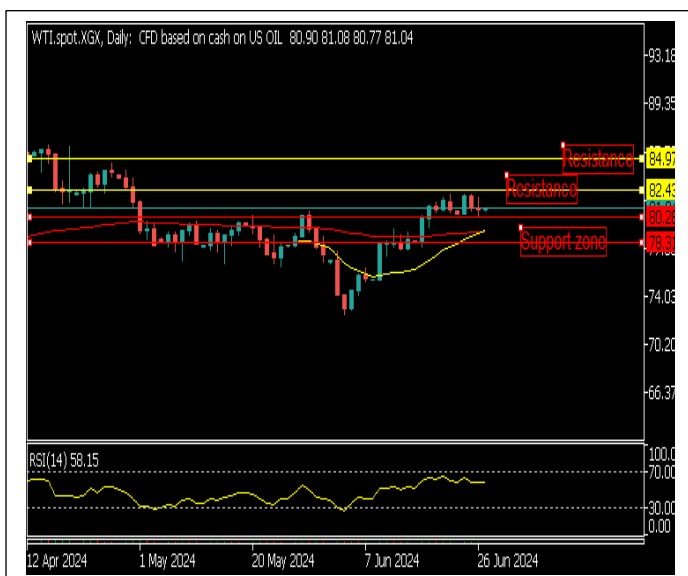 WTI.spot.XGX, Daily: CFD based on cash on US OIL 80.90 81.08 80.77 81.04
93.18
89.35
Resistance
84.97
Resistance
82.43
80.28
Support zone
78.31
74.03
70.20
66.37
RSI(14) 58.15
100.0
70.00
30.00
0.00
12 Apr 2024
1 May 2024
20 May 2024
7 Jun 2024
26 Jun 2024